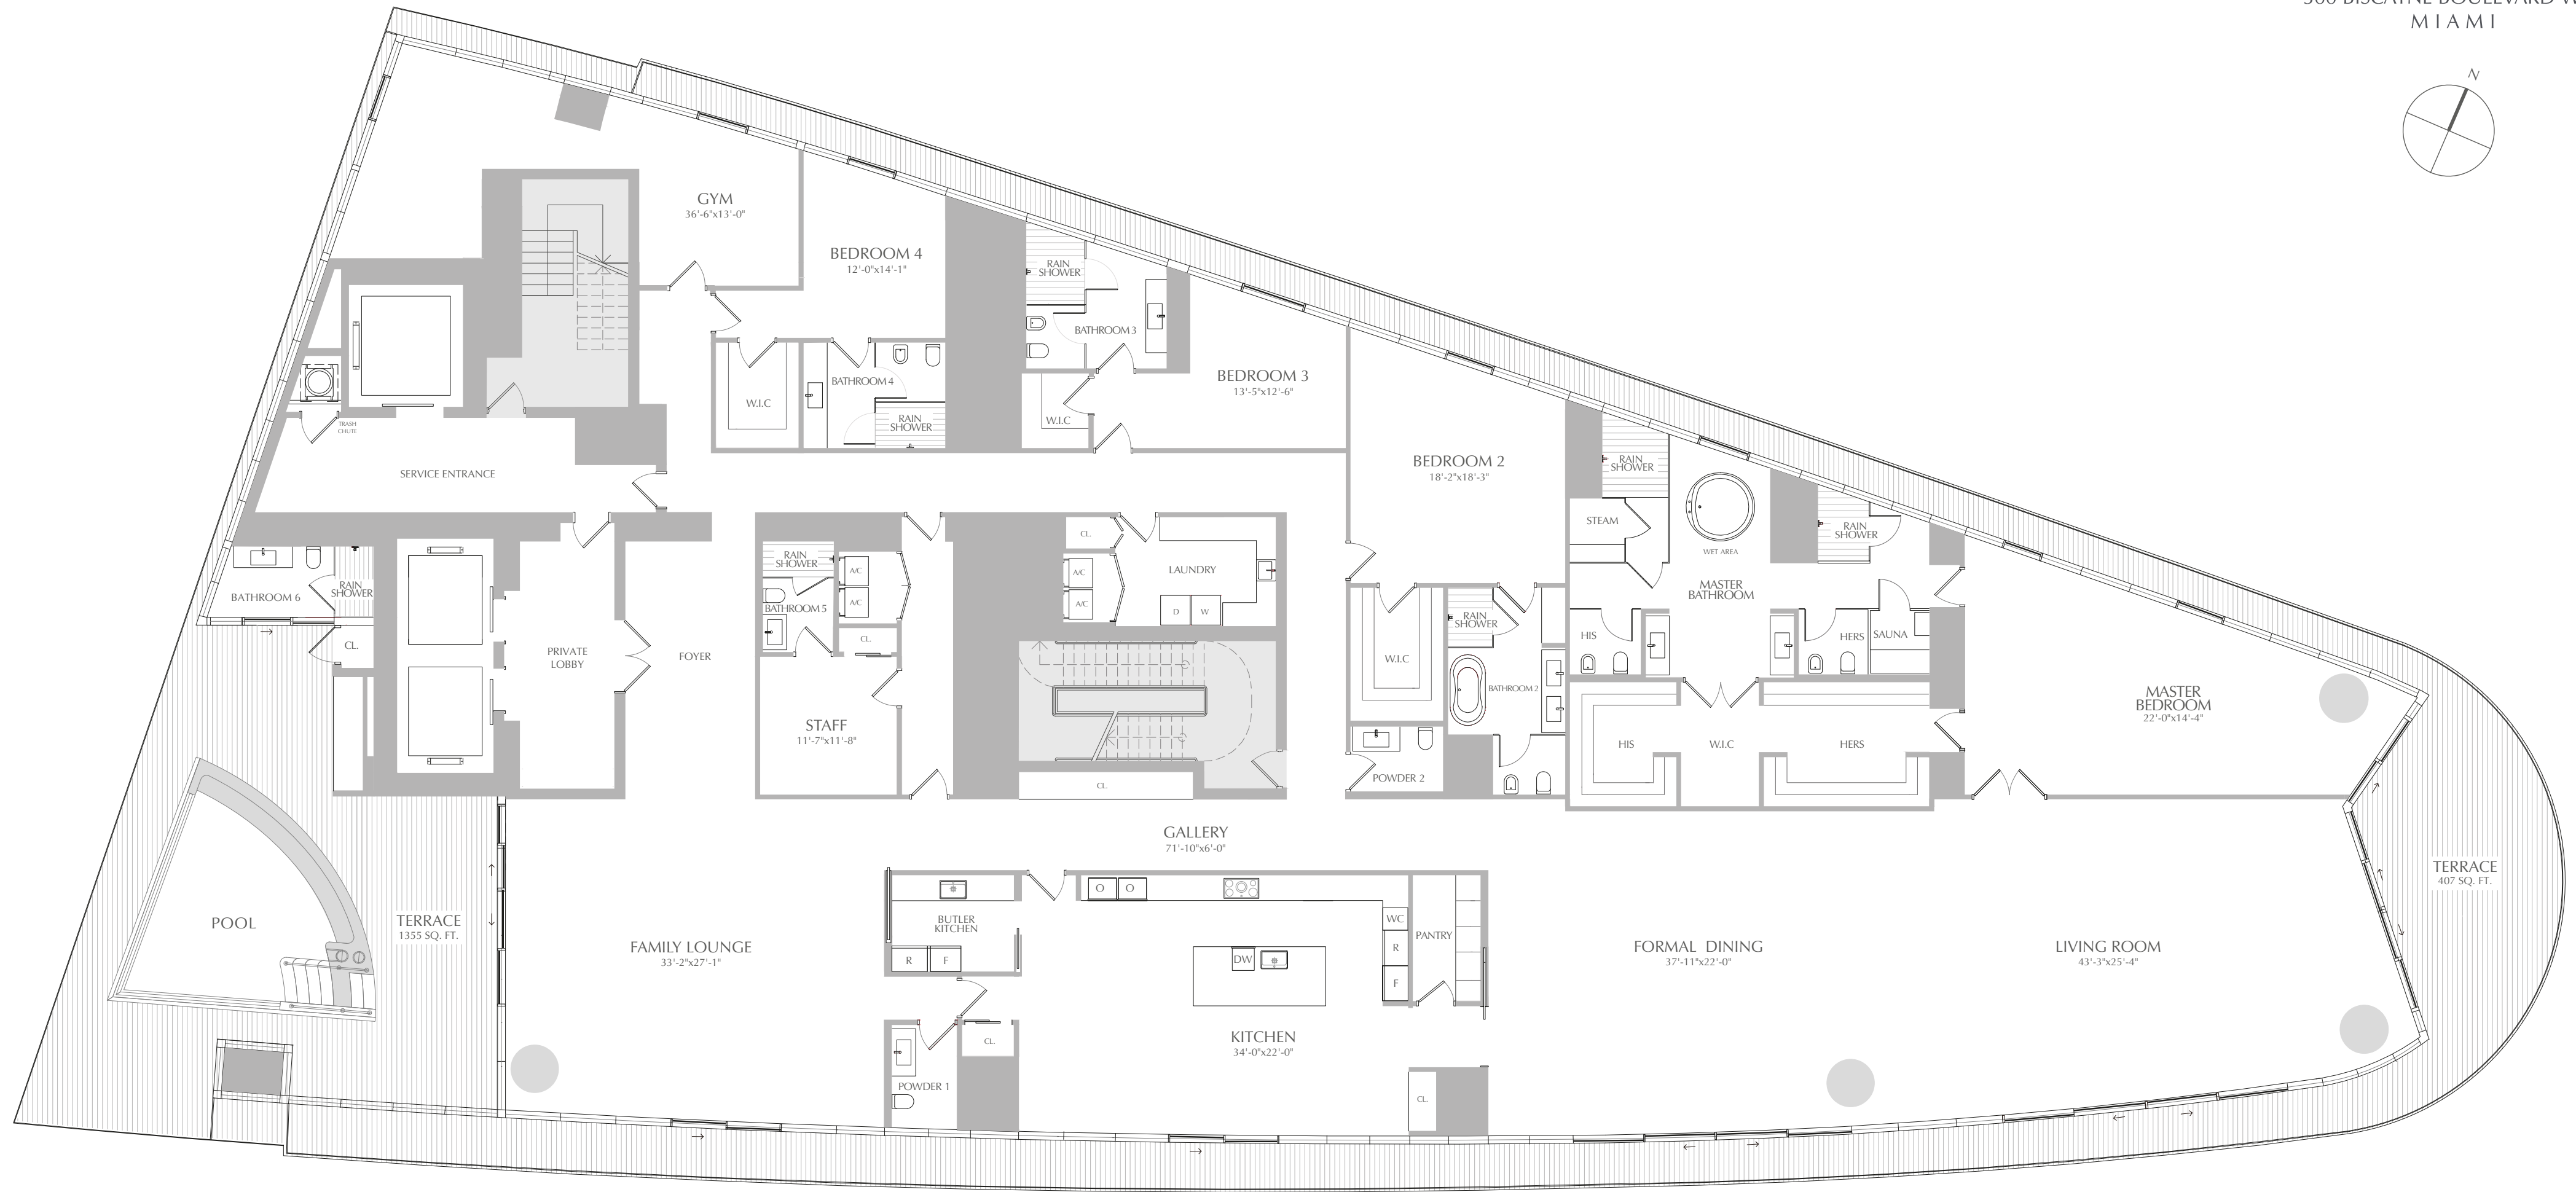 MIAMI
N
GYM
36'-6"x13'-0"
BEDROOM 4
12'-0"x14'-1"
RAIN
SHOWER
BATHROOM 3
BEDROOM 3
13'-5"x12'-6"
W.I.C
BATHROOM 4
RAIN
SHOWER
W.I.C
TRASH
CHUTE
SERVICE ENTRANCE
BEDROOM 2
18'-2"x18'-3"
RAIN
SHOWER
STEAM
WET AREA
RAIN
SHOWER
MASTER
BATHROOM
CL.
LAUNDRY
A/C
A/C
D
W
RAIN
SHOWER
A/C
A/C
BATHROOM 5
CL.
BATHROOM 6
RAIN
SHOWER
CL.
PRIVATE
LOBBY
FOYER
STAFF
11'-7"x11'-8"
CL.
W.I.C
RAIN
SHOWER
BATHROOM 2
POWDER 2
HIS
HERS
SAUNA
HIS
W.I.C
HERS
MASTER
BEDROOM
22'-0"x14'-4"
GALLERY
71'-10"x6'-0"
POOL
TERRACE
1355 SQ. FT.
FAMILY LOUNGE
33'-2"x27'-1"
BUTLER
KITCHEN
R
F
O
O
DW
WC
R
F
PANTRY
KITCHEN
34'-0"x22'-0"
CL.
POWDER 1
CL.
FORMAL DINING
37'-11"x22'-0"
LIVING ROOM
43'-3"x25'-4"
TERRACE
407 SQ. FT.